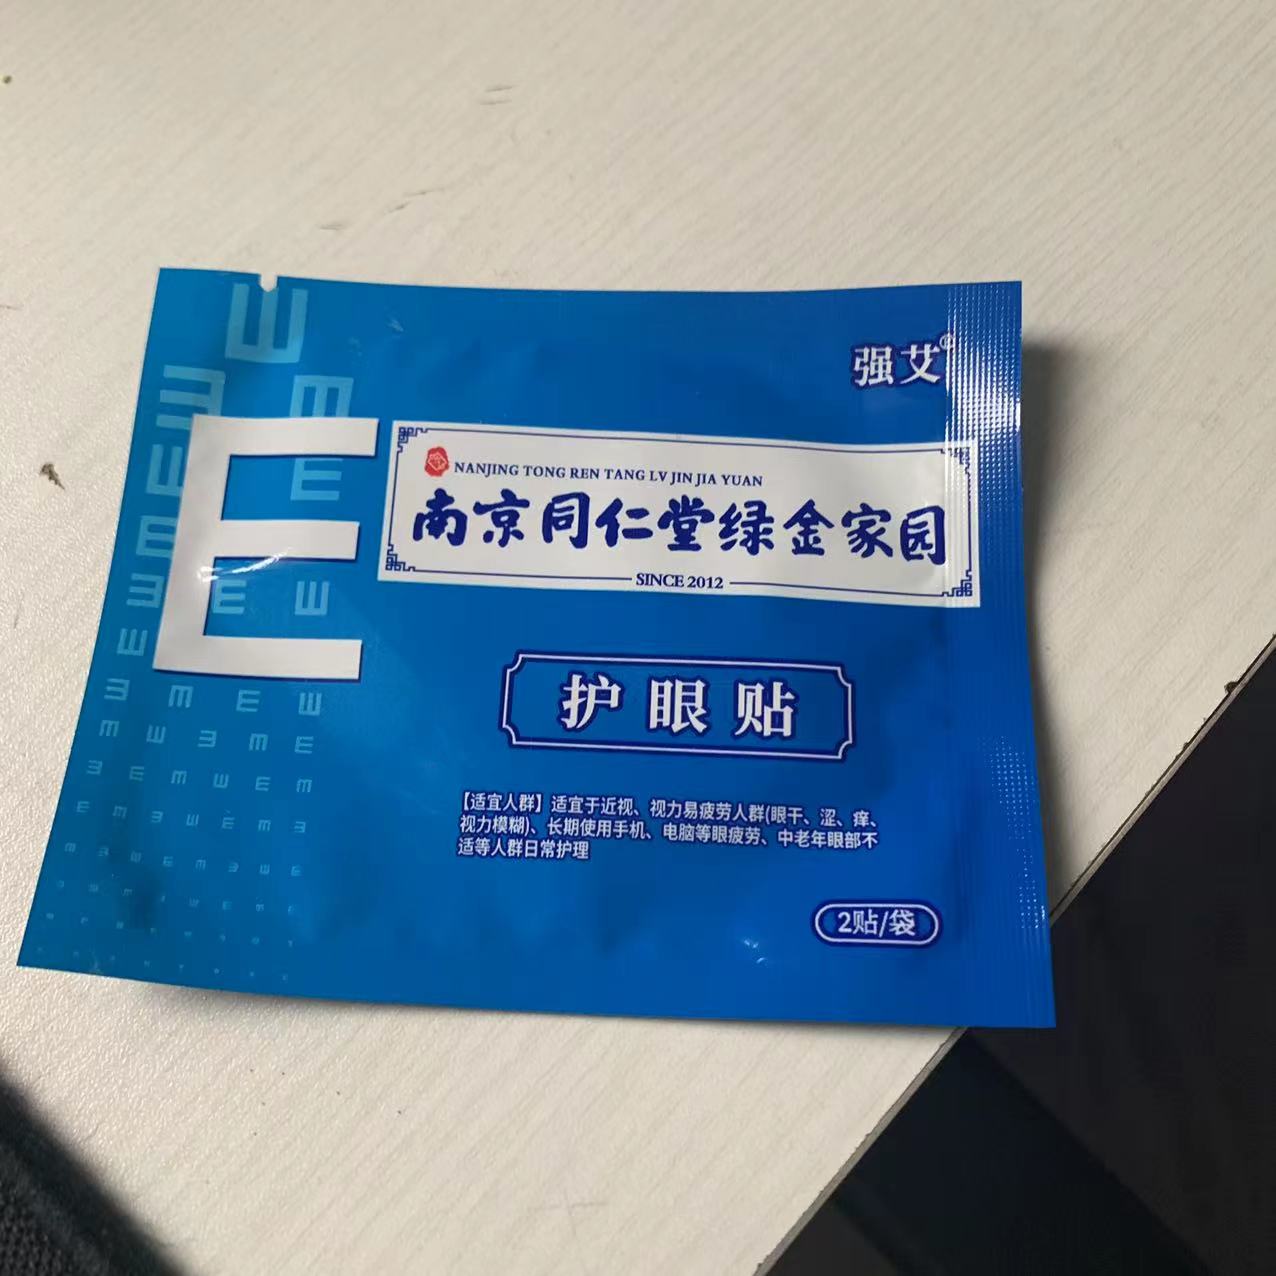 强艾®
NANJING TONG REN TANG LV JIN JIA YUAN
南京同仁堂绿金家园
SINCE 2012
护眼贴
【适宜人群】适宜于近视、视力易疲劳人群(眼干、涩、痒、
视力模糊)、长期使用手机、电脑等眼疲劳、中老年眼部不
适等人群日常护理
2贴/袋